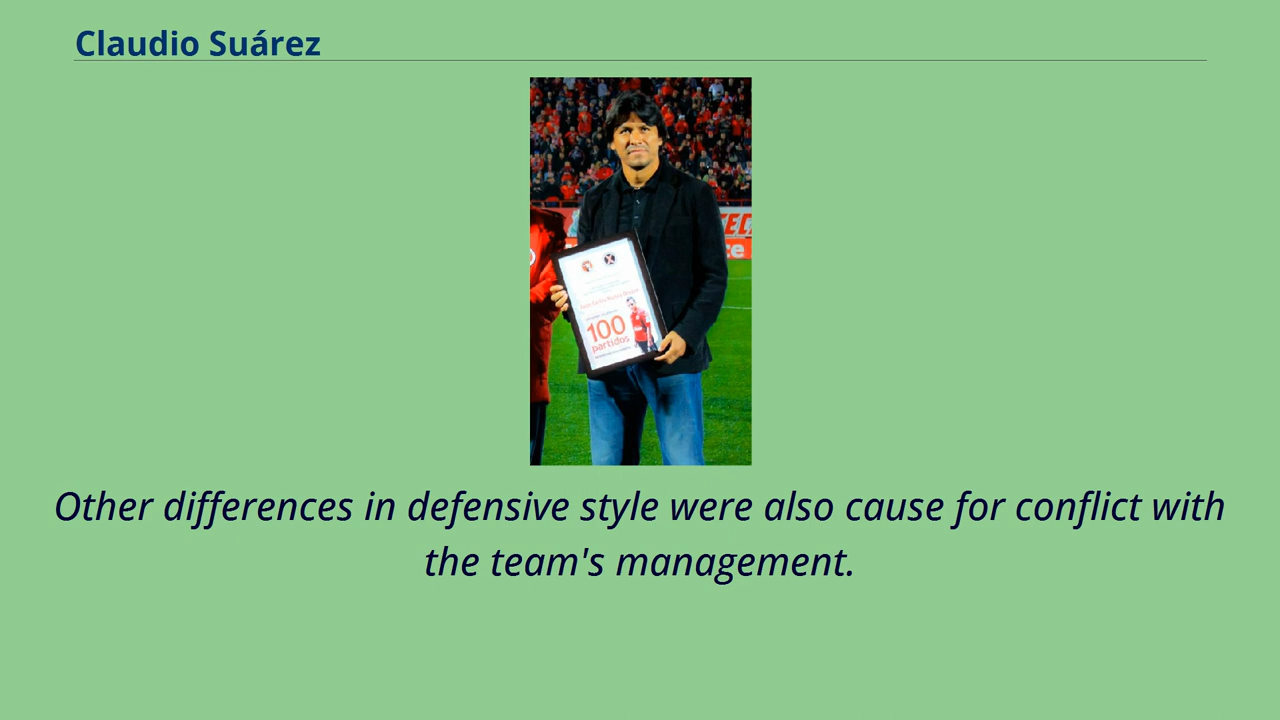 Claudio Suárez
100
partidos
Other differences in defensive style were also cause for conflict with
the team's management.